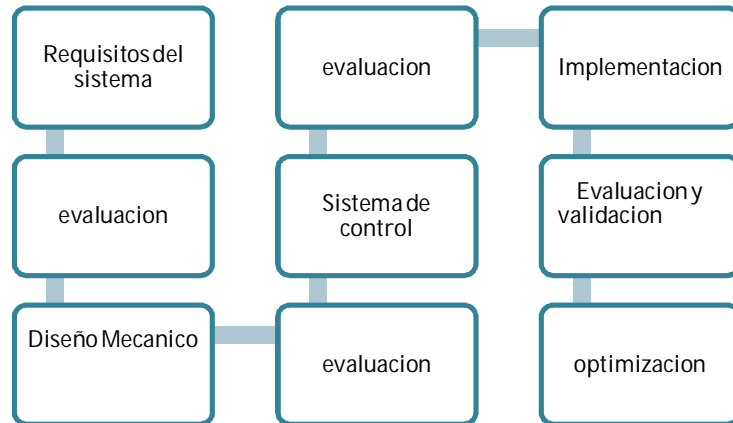 Requisitos del
sistema
evaluacion
Diseño Mecanico
evaluacion
Sistema de
control
evaluacion
Implementacion
Evaluacion y
validacion
optimizacion